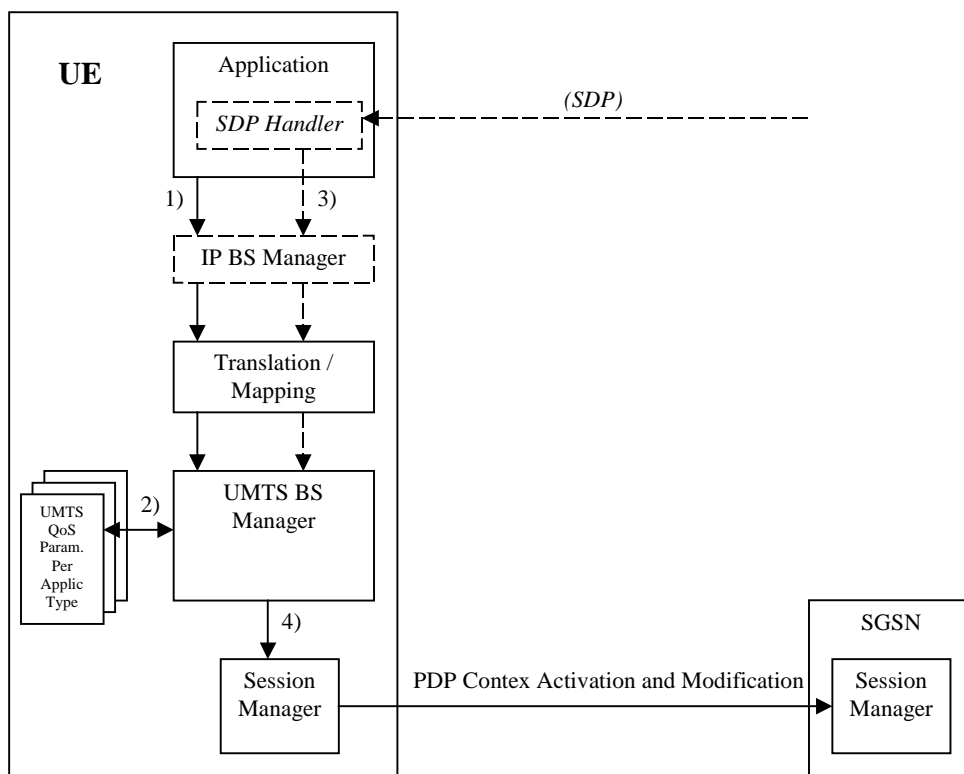 UE
Application
(SDP)
SDP Handler
1)
3)
IP BS Manager
Translation /
Mapping
UMTS BS
Manager
2)
UMTS
QoS
Param.
Per
Applic
Type
4)
SGSN
Session
Manager
PDP Contex Activation and Modification
Session
Manager